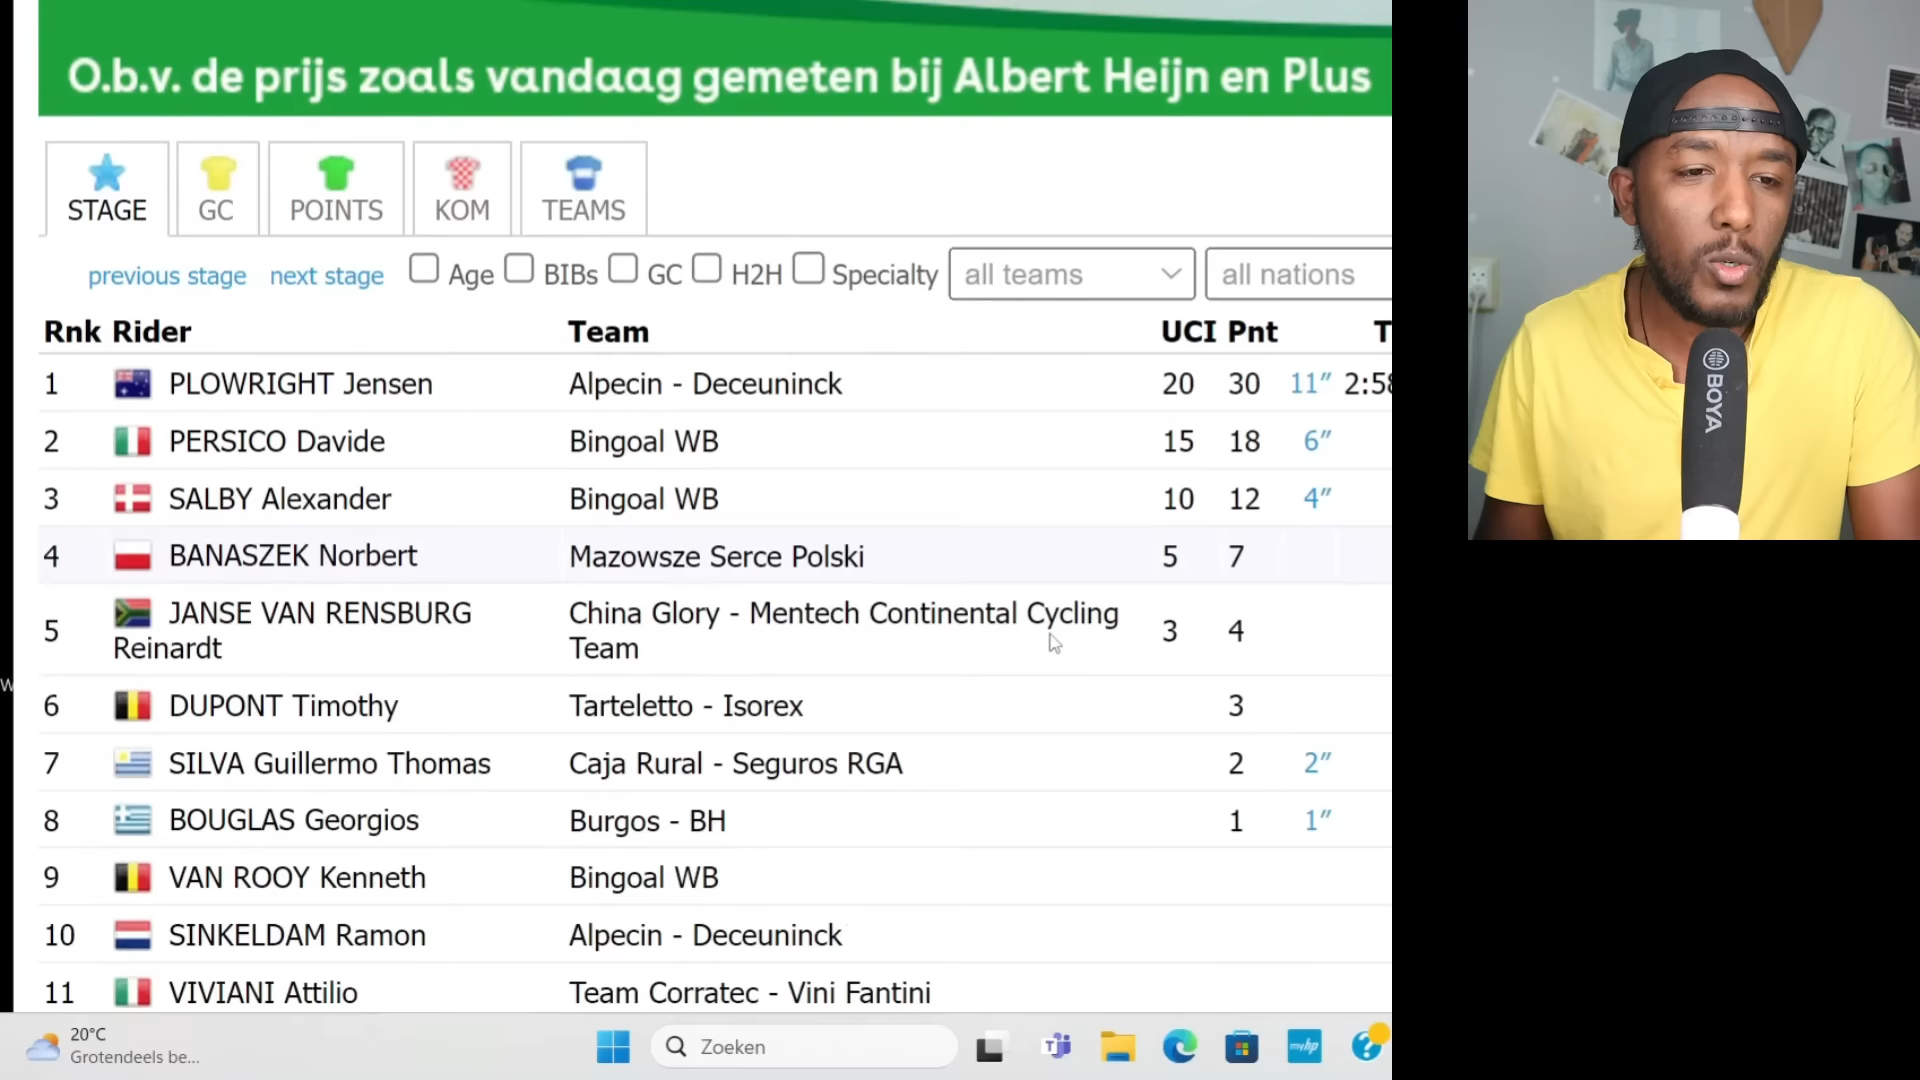 O.b.v. de prijs zoals vandaag gemeten bij Albert Heijn en Plus
STAGE GC POINTS KOM TEAMS
previous stage next stage Age BIBs GC H2H Specialty all teams all nations
Rnk Rider Team UCI Pnt T
1 PLOWRIGHT Jensen Alpecin - Deceuninck 20 30 11″ 2:58
2 PERSICO Davide Bingoal WB 15 18 6″
3 SALBY Alexander Bingoal WB 10 12 4″
4 BANASZEK Norbert Mazowsze Serce Polski 5 7
5 JANSE VAN RENSBURG Reinardt China Glory - Mentech Continental Cycling Team 3 4
6 DUPONT Timothy Tarteletto - Isorex 3
7 SILVA Guillermo Thomas Caja Rural - Seguros RGA 2 2″
8 BOUGLAS Georgios Burgos - BH 1 1″
9 VAN ROOY Kenneth Bingoal WB
10 SINKELDAM Ramon Alpecin - Deceuninck
11 VIVIANI Attilio Team Corratec - Vini Fantini
W
20°C
Grotendeels be...
Zoeken
myhp
BOYA